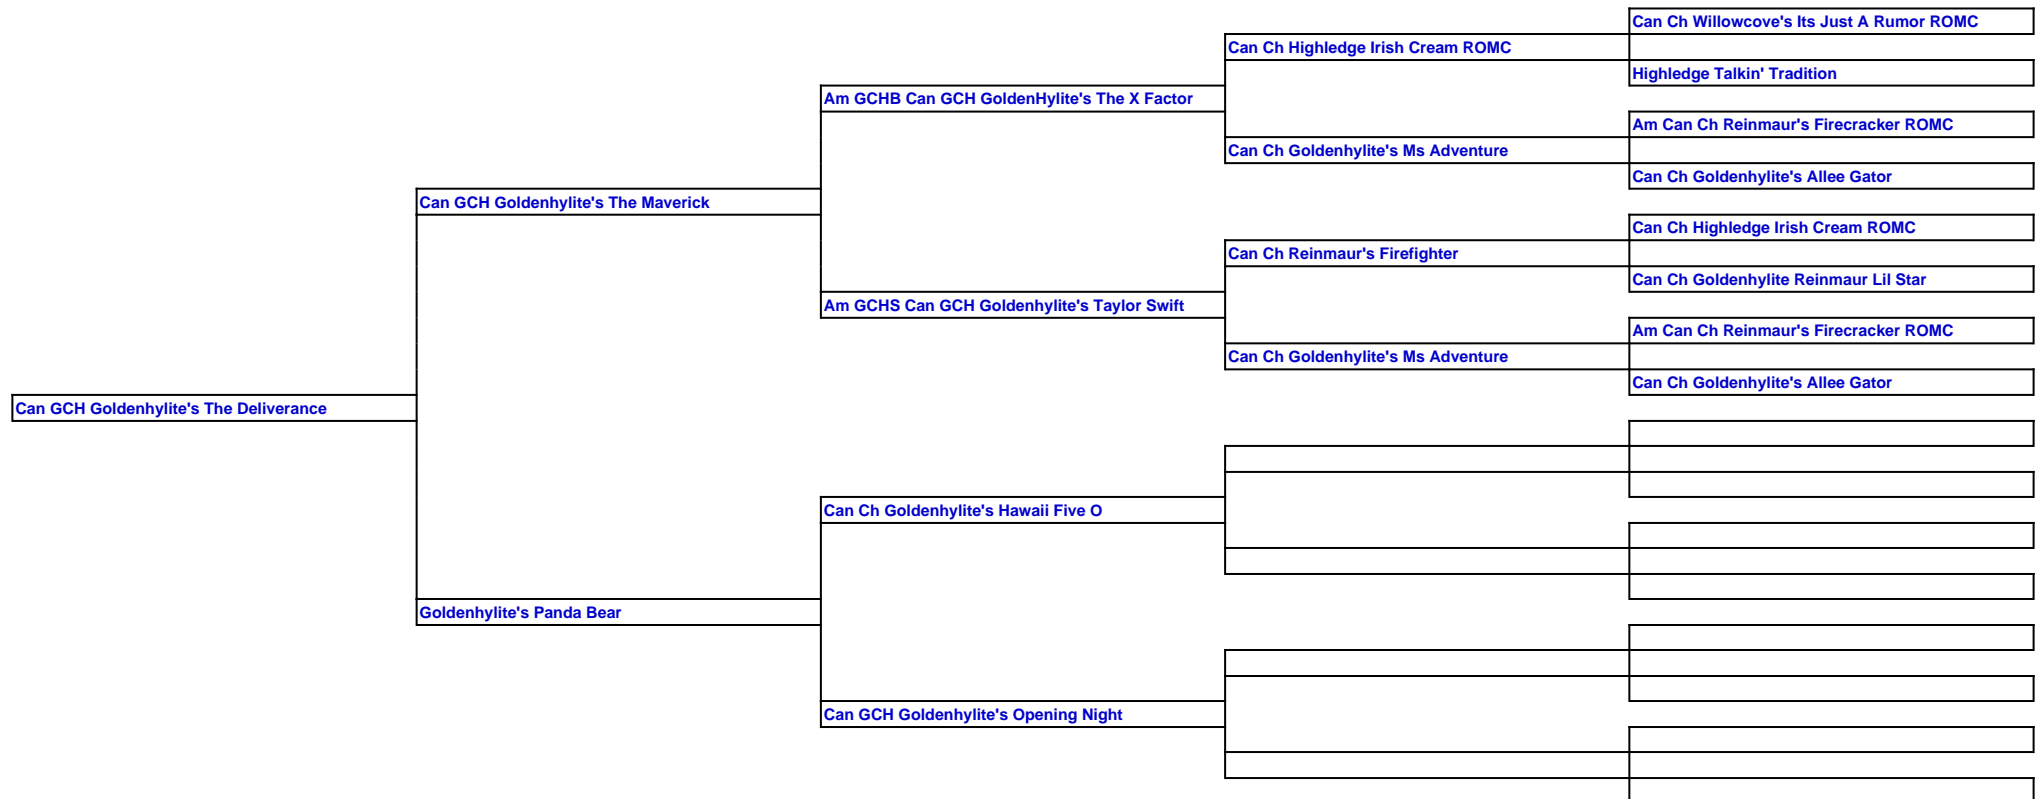 Can Ch Willowcove's Its Just A Rumor ROMC
Can Ch Highledge Irish Cream ROMC
Highledge Talkin' Tradition
Am GCHB Can GCH GoldenHylite's The X Factor
Am Can Ch Reinmaur's Firecracker ROMC
Can Ch Goldenhylite's Ms Adventure
Can Ch Goldenhylite's Allee Gator
Can GCH Goldenhylite's The Maverick
Can Ch Highledge Irish Cream ROMC
Can Ch Reinmaur's Firefighter
Can Ch Goldenhylite Reinmaur Lil Star
Am GCHS Can GCH Goldenhylite's Taylor Swift
Am Can Ch Reinmaur's Firecracker ROMC
Can Ch Goldenhylite's Ms Adventure
Can Ch Goldenhylite's Allee Gator
Can GCH Goldenhylite's The Deliverance
Can Ch Goldenhylite's Hawaii Five O
Goldenhylite's Panda Bear
Can GCH Goldenhylite's Opening Night